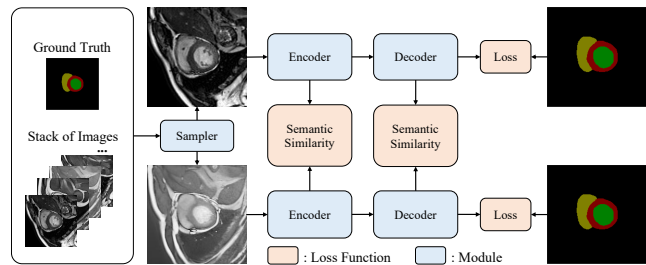 Ground Truth
Stack of Images
...
Sampler
Encoder
Decoder
Loss
Semantic
Similarity
Semantic
Similarity
Encoder
Decoder
Loss
: Loss Function
: Module